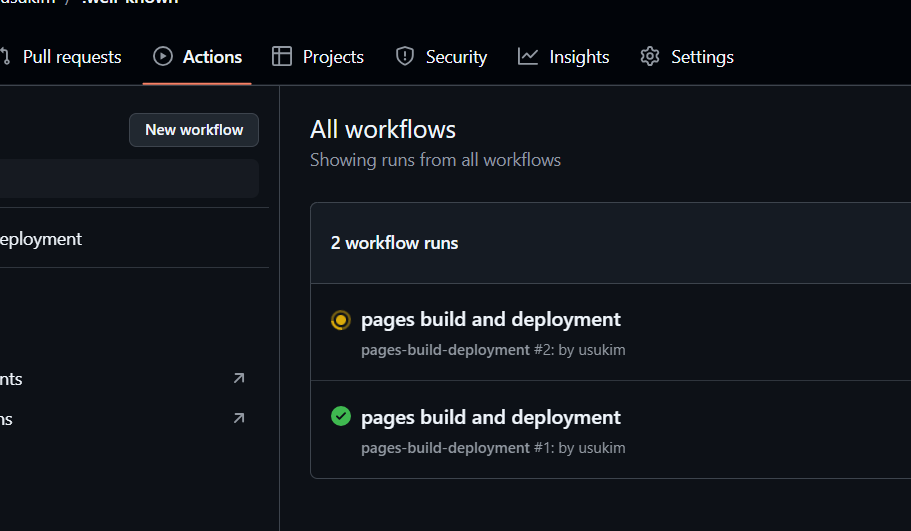 usukim / .well-known
Pull requests
Actions
Projects
Security
Insights
Settings
New workflow
eployment
nts
ns
All workflows
Showing runs from all workflows
2 workflow runs
pages build and deployment
pages-build-deployment #2: by usukim
pages build and deployment
pages-build-deployment #1: by usukim